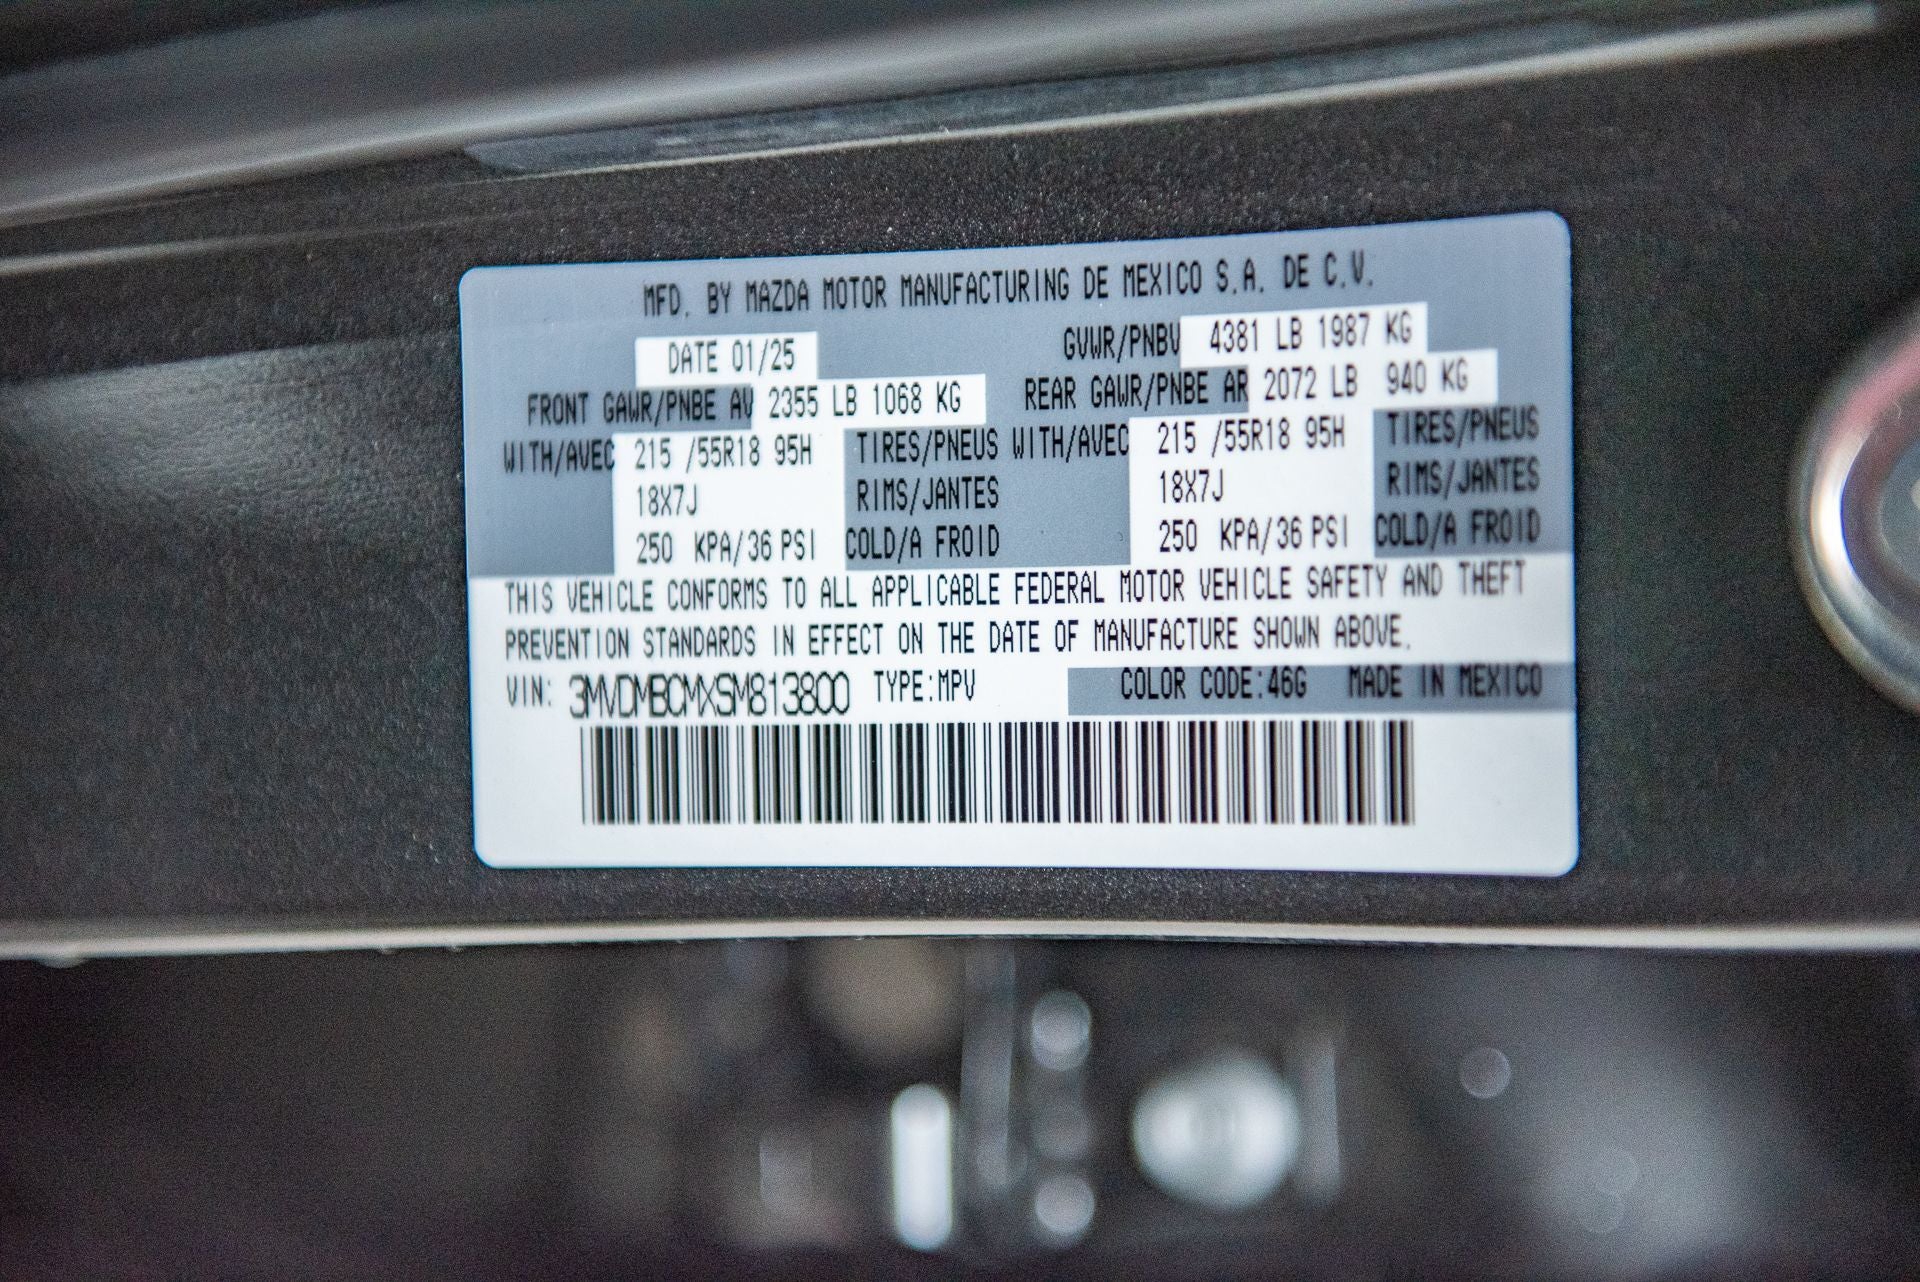 MFD. BY MAZDA MOTOR MANUFACTURING DE MEXICO S.A. DE C.V.
DATE 01/25 GVWR/PNBV 4381 LB 1987 KG
FRONT GAWR/PNBE AV 2355 LB 1068 KG REAR GAWR/PNBE AR 2072 LB 940 KG
WITH/AVEC 215 /55R18 95H TIRES/PNEUS WITH/AVEC 215 /55R18 95H TIRES/PNEUS
18X7J RIMS/JANTES 18X7J RIMS/JANTES
250 KPA/36 PSI COLD/A FROID 250 KPA/36 PSI COLD/A FROID
THIS VEHICLE CONFORMS TO ALL APPLICABLE FEDERAL MOTOR VEHICLE SAFETY AND THEFT
PREVENTION STANDARDS IN EFFECT ON THE DATE OF MANUFACTURE SHOWN ABOVE.
VIN: 3MVDMBCMXSM813800 TYPE:MPV COLOR CODE:46G MADE IN MEXICO